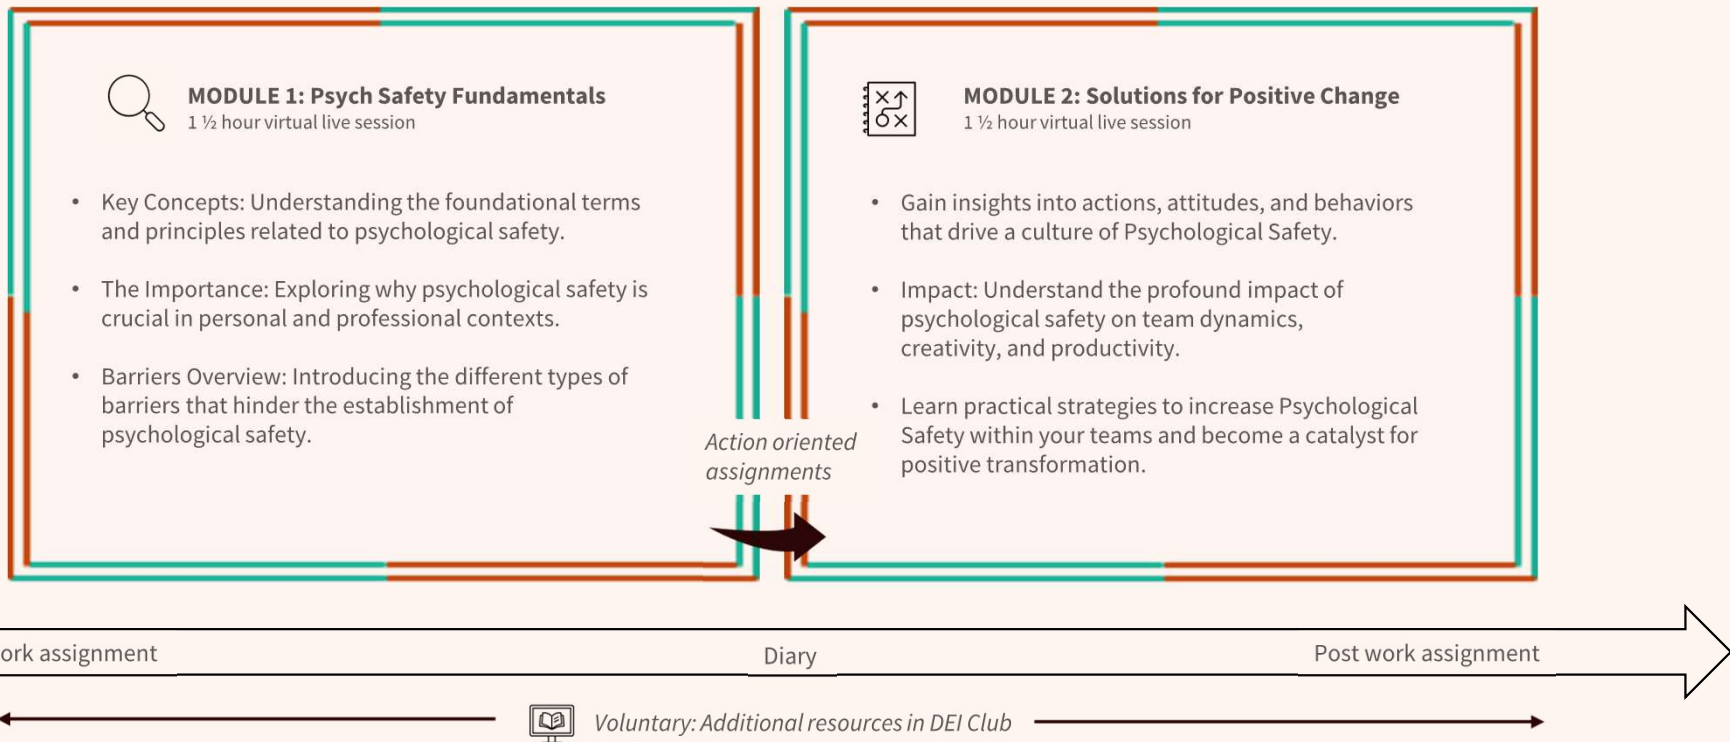 MODULE 1: Psych Safety Fundamentals
1 ½ hour virtual live session
• Key Concepts: Understanding the foundational terms
and principles related to psychological safety.
• The Importance: Exploring why psychological safety is
crucial in personal and professional contexts.
• Barriers Overview: Introducing the different types of
barriers that hinder the establishment of
psychological safety.
Action oriented
assignments
MODULE 2: Solutions for Positive Change
1 ½ hour virtual live session
• Gain insights into actions, attitudes, and behaviors
that drive a culture of Psychological Safety.
• Impact: Understand the profound impact of
psychological safety on team dynamics,
creativity, and productivity.
• Learn practical strategies to increase Psychological
Safety within your teams and become a catalyst for
positive transformation.
ork assignment
Diary
Post work assignment
Voluntary: Additional resources in DEI Club